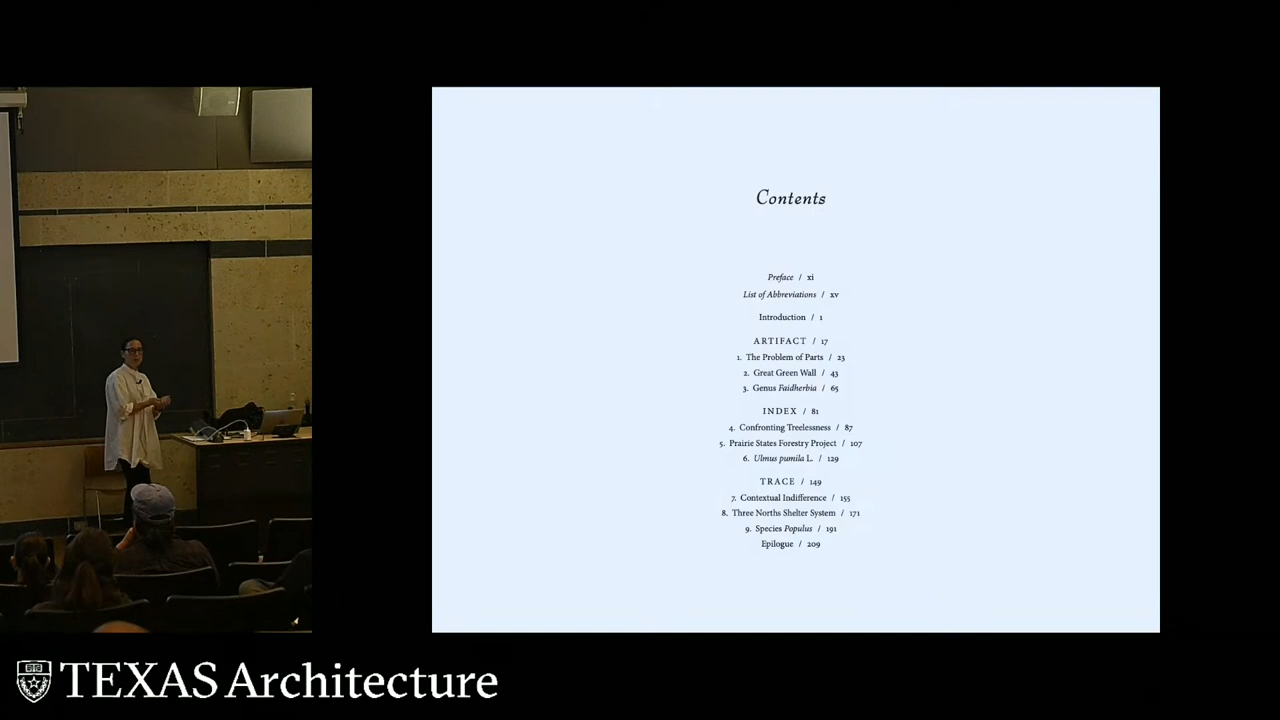 Contents
Preface / xi
List of Abbreviations / xv
Introduction / 1
ARTIFACT / 17
1. The Problem of Parts / 23
2. Great Green Wall / 43
3. Genus Faidherbia / 65
INDEX / 81
4. Confronting Treelessness / 87
5. Prairie States Forestry Project / 107
6. Ulmus pumila L. / 129
TRACE / 149
7. Contextual Indifference / 155
8. Three Norths Shelter System / 171
9. Species Populus / 191
Epilogue / 209
TEXAS Architecture